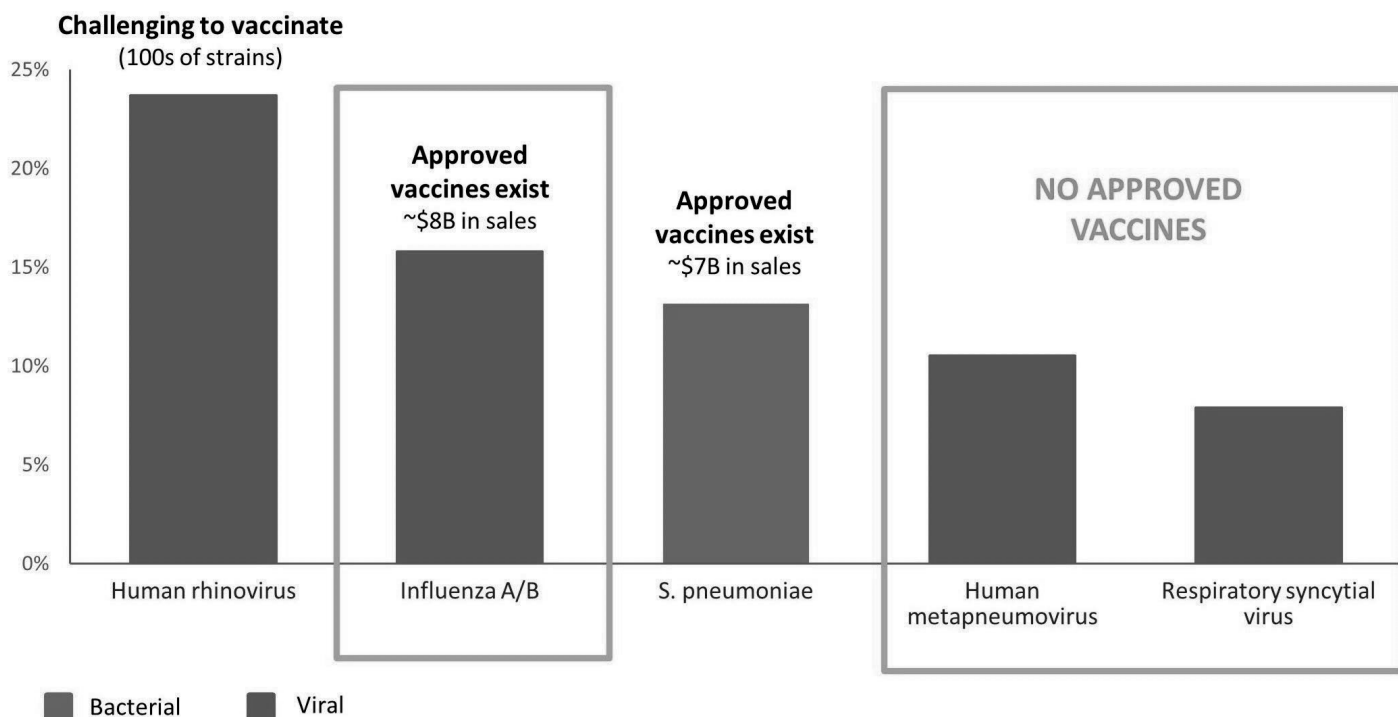 Challenging to vaccinate
(100s of strains)
25%
20%
15%
10%
5%
0%
Approved
vaccines exist
~$8B in sales
Approved
vaccines exist
~$7B in sales
NO APPROVED
VACCINES
Human rhinovirus
Influenza A/B
S. pneumoniae
Human
metapneumovirus
Respiratory syncytial
virus
Bacterial
Viral